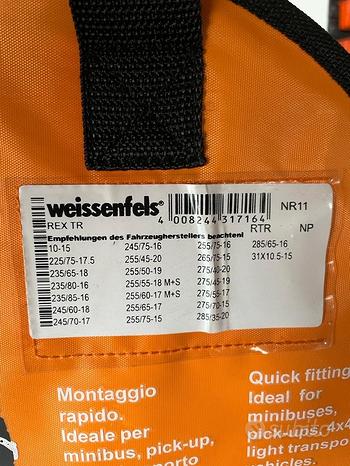 weissenfels®
4 008244 317164
NR11
REX TR
RTR NP
Empfehlungen des Fahrzeugherstellers beachten!
10-15 245/75-16 255/75-16 285/65-16
225/75-17.5 255/45-20 265/75-15 31X10.5-15
235/65-18 255/50-19 275/40-20
235/80-16 255/55-18 M+S 275/45-19
235/85-16 255/60-17 M+S 275/55-17
245/60-18 255/65-17 275/70-15
245/70-17 255/75-15 285/35-20
Montaggio
rapido.
Ideale per
minibus, pick-up,
Quick fitting
Ideal for
minibuses,
pick-ups, 4x4
light transpo
vehicles.
subito